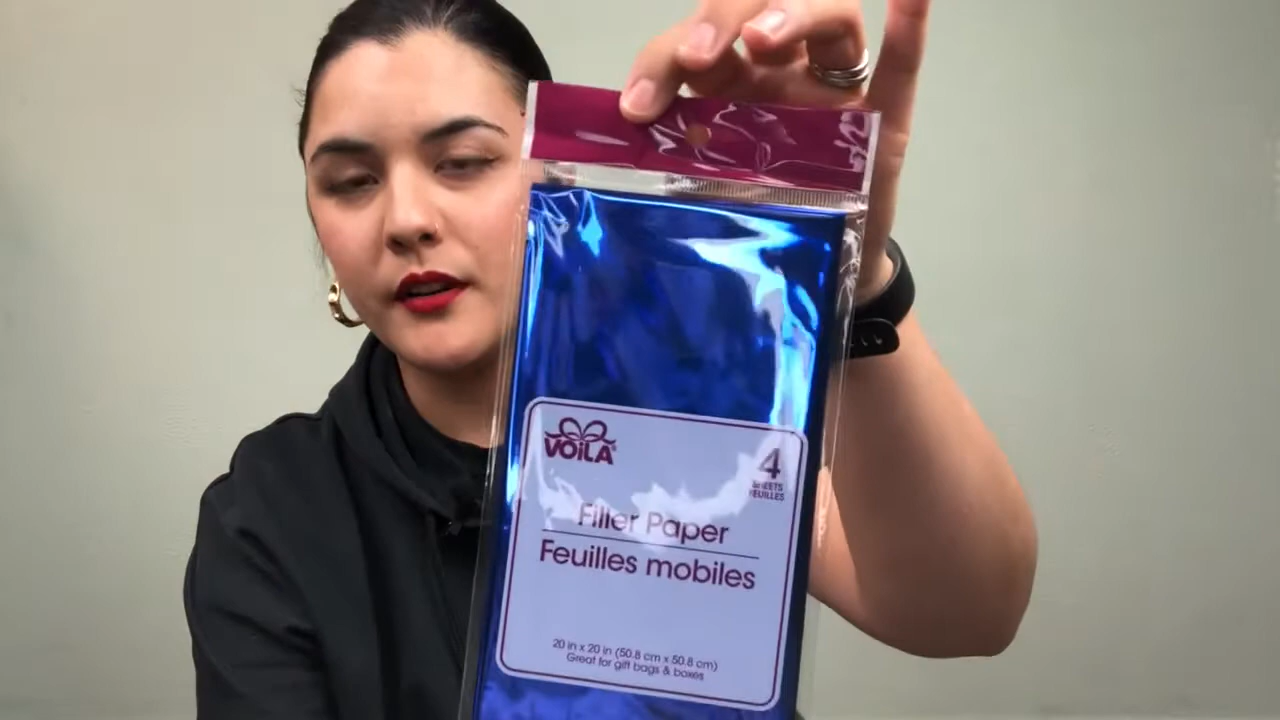 VOiLA
4
SHEETS
FEUILLES
Filler Paper
Feuilles mobiles
20 in x 20 in (50.8 cm x 50.8 cm)
Great for gift bags & boxes